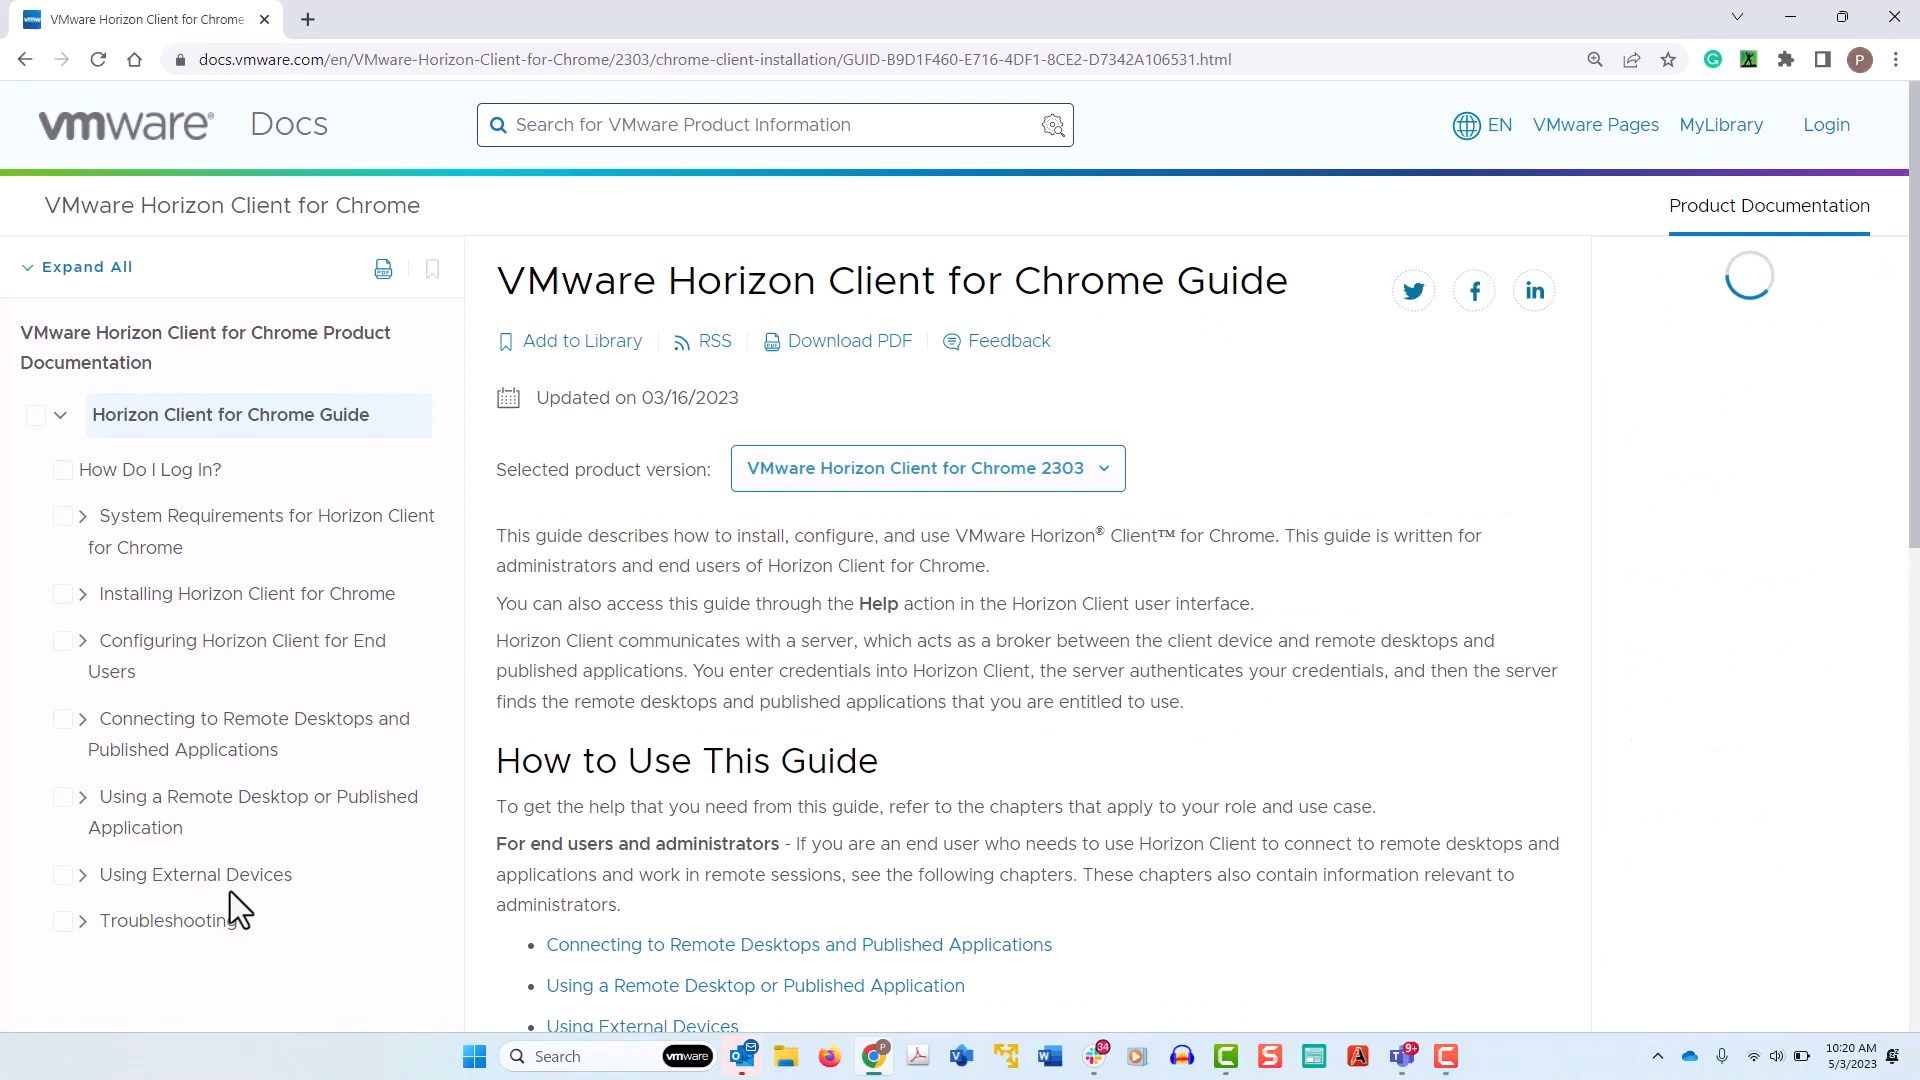 VMware Horizon Client for Chrome
docs.vmware.com/en/VMware-Horizon-Client-for-Chrome/2303/chrome-client-installation/GUID-B9D1F460-E716-4DF1-8CE2-D7342A106531.html
P
vmware® Docs
Search for VMware Product Information
EN VMware Pages MyLibrary Login
VMware Horizon Client for Chrome
Product Documentation
Expand All
VMware Horizon Client for Chrome Product
Documentation
Horizon Client for Chrome Guide
How Do I Log In?
System Requirements for Horizon Client
for Chrome
Installing Horizon Client for Chrome
Configuring Horizon Client for End
Users
Connecting to Remote Desktops and
Published Applications
Using a Remote Desktop or Published
Application
Using External Devices
Troubleshooting
VMware Horizon Client for Chrome Guide
Add to Library RSS Download PDF Feedback
Updated on 03/16/2023
Selected product version: VMware Horizon Client for Chrome 2303
This guide describes how to install, configure, and use VMware Horizon® Client™ for Chrome. This guide is written for
administrators and end users of Horizon Client for Chrome.
You can also access this guide through the Help action in the Horizon Client user interface.
Horizon Client communicates with a server, which acts as a broker between the client device and remote desktops and
published applications. You enter credentials into Horizon Client, the server authenticates your credentials, and then the server
finds the remote desktops and published applications that you are entitled to use.
How to Use This Guide
To get the help that you need from this guide, refer to the chapters that apply to your role and use case.
For end users and administrators - If you are an end user who needs to use Horizon Client to connect to remote desktops and
applications and work in remote sessions, see the following chapters. These chapters also contain information relevant to
administrators.
• Connecting to Remote Desktops and Published Applications
• Using a Remote Desktop or Published Application
• Using External Devices
Search vmware
34
9+
10:20 AM
5/3/2023